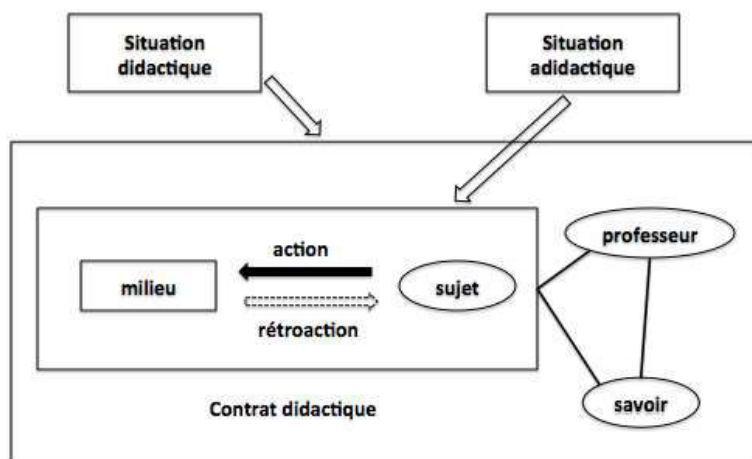 Situation
didactique
Situation
adidactique
professeur
action
milieu
sujet
rétroaction
Contrat didactique
savoir